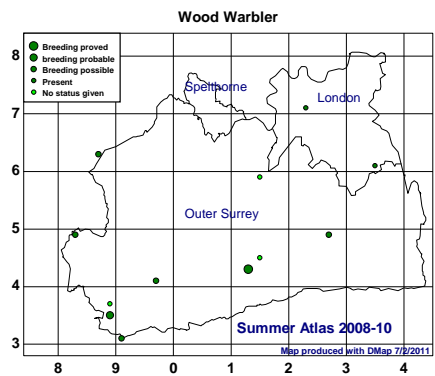 Wood Warbler
Breeding proved
breeding probable
Breeding possible
Present
No status given
8
7
6
5
4
3
Spelthorne
London
Outer Surrey
Summer Atlas 2008-10
Map produced with DMap 7/2/2011
8 9 0 1 2 3 4